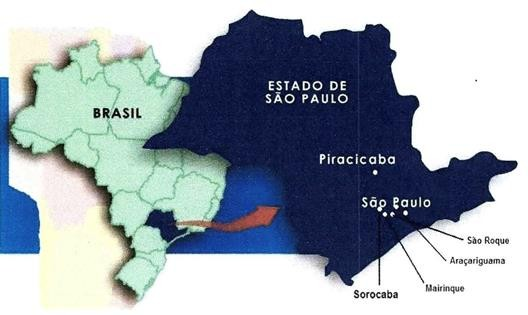 BRASIL
ESTADO DE
SÃO PAULO
Piracicaba
São Paulo
São Roque
Araçariguama
Mairinque
Sorocaba